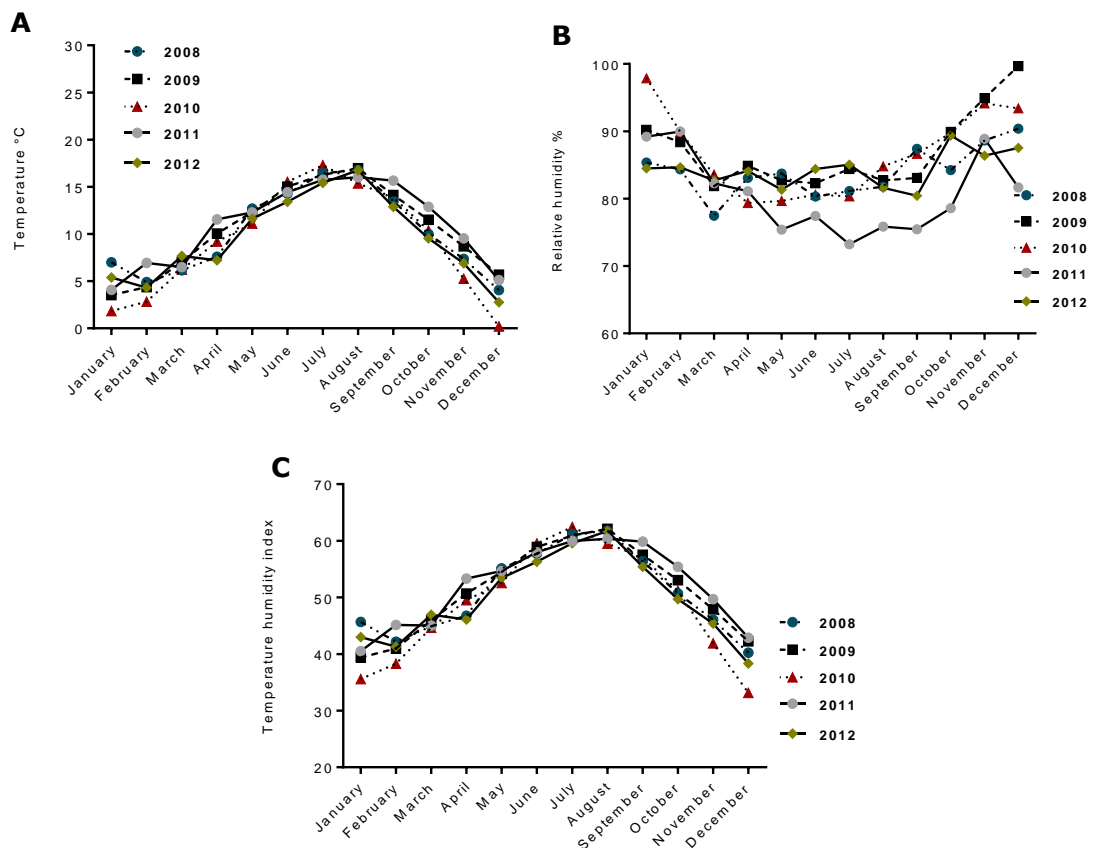 A
Temperature °C
30
25
20
15
10
5
0
2008
2009
2010
2011
2012
January
February
March
April
May
June
July
August
September
October
November
December
B
Relative humidity %
100
90
80
70
60
2008
2009
2010
2011
2012
January
February
March
April
May
June
July
August
September
October
November
December
C
Temperature humidity index
70
60
50
40
30
20
2008
2009
2010
2011
2012
January
February
March
April
May
June
July
August
September
October
November
December